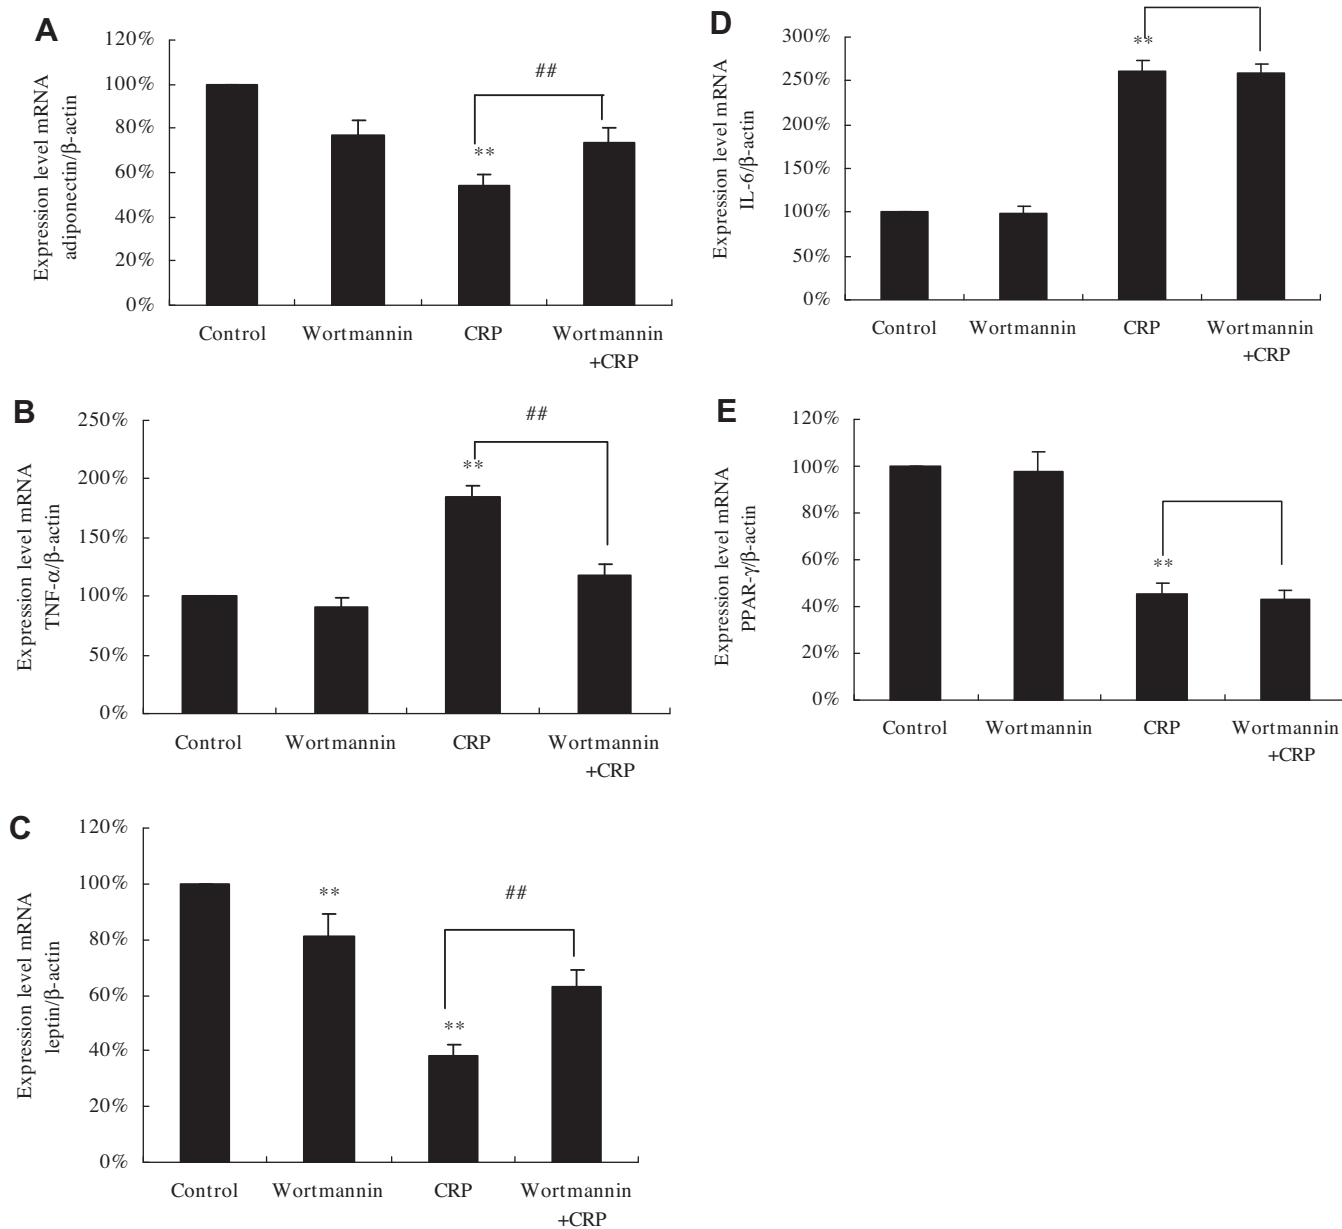 A
Expression level mRNA
adiponectin/β-actin
120%
100%
80%
60%
40%
20%
0%
##
**
Control
Wortmannin
CRP
Wortmannin
+CRP
B
Expression level mRNA
TNF-α/β-actin
250%
200%
150%
100%
50%
0%
##
**
Control
Wortmannin
CRP
Wortmannin
+CRP
C
Expression level mRNA
leptin/β-actin
120%
100%
80%
60%
40%
20%
0%
**
##
**
Control
Wortmannin
CRP
Wortmannin
+CRP
D
Expression level mRNA
IL-6/β-actin
300%
250%
200%
150%
100%
50%
0%
**
Control
Wortmannin
CRP
Wortmannin
+CRP
E
Expression level mRNA
PPAR-γ/β-actin
120%
100%
80%
60%
40%
20%
0%
**
Control
Wortmannin
CRP
Wortmannin
+CRP